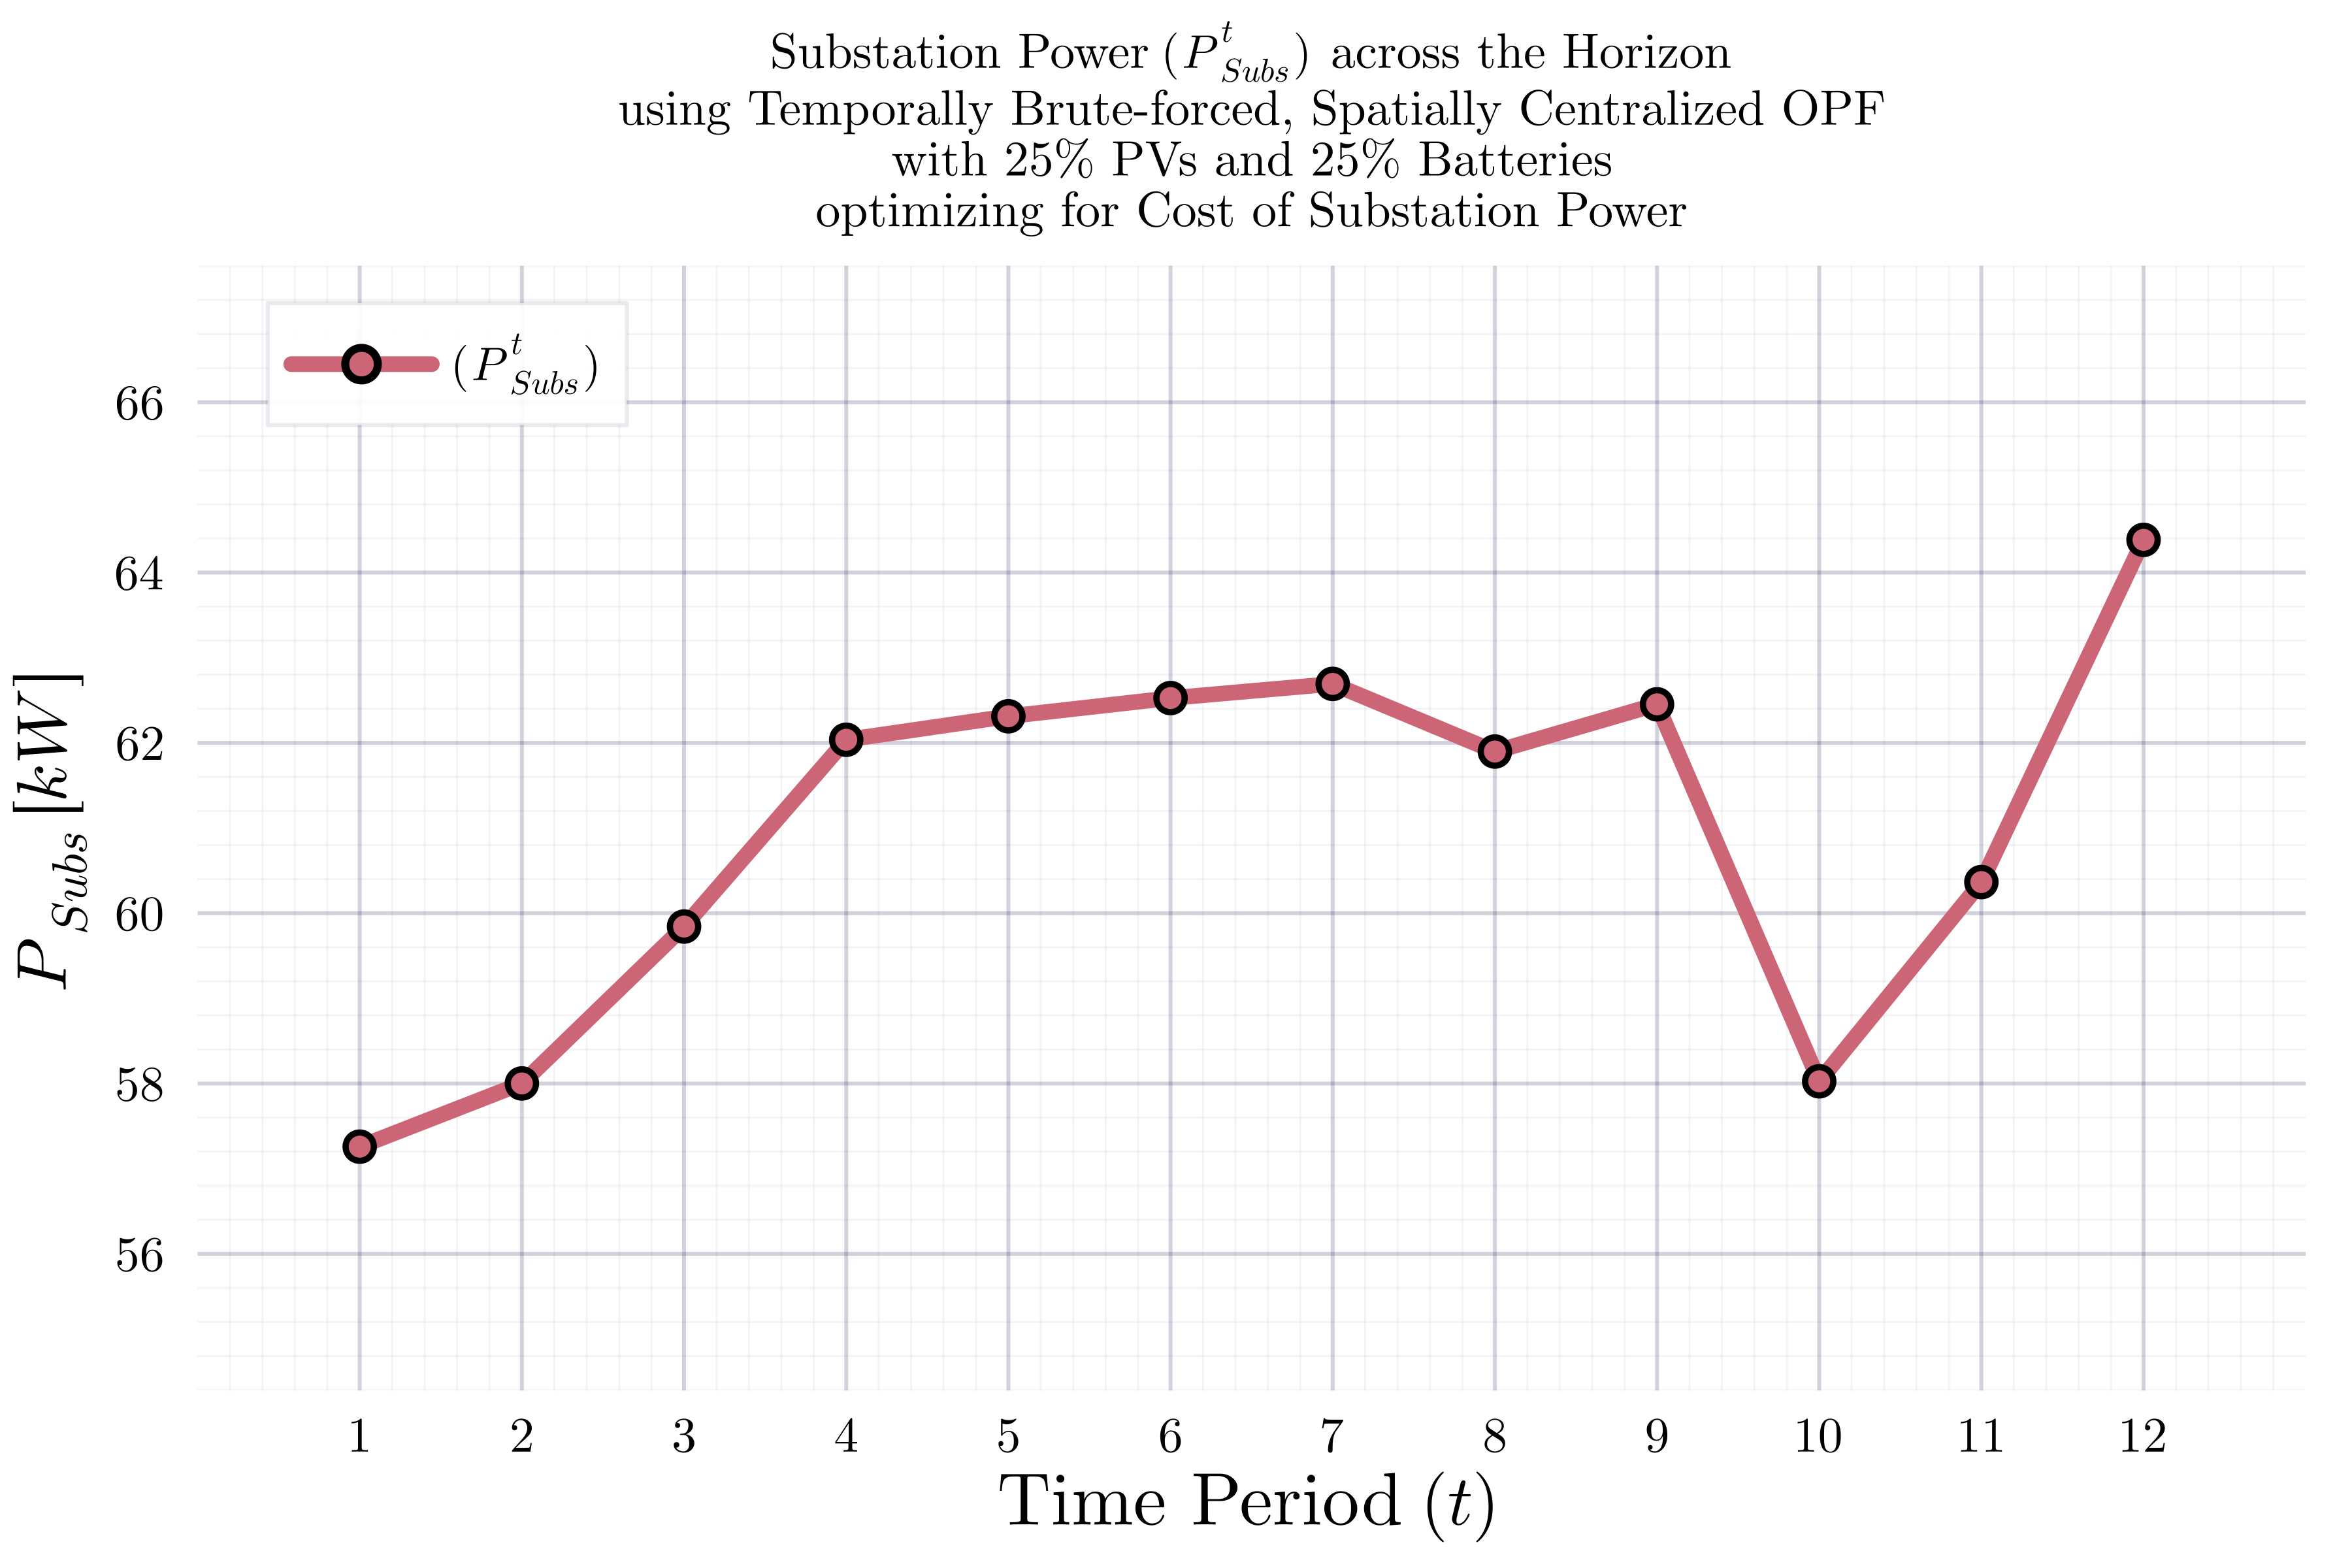 Substation Power (P^t_Subs) across the Horizon
using Temporally Brute-forced, Spatially Centralized OPF
with 25% PVs and 25% Batteries
optimizing for Cost of Substation Power
(P^t_Subs)
66
64
62
60
58
56
P_Subs [kW]
1 2 3 4 5 6 7 8 9 10 11 12
Time Period (t)